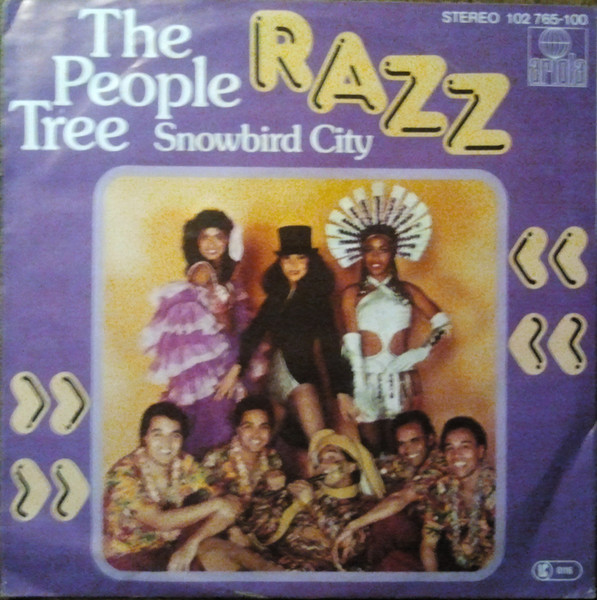 STEREO 102 765-100
ariola
The
People
Tree
Snowbird City
RAZZ